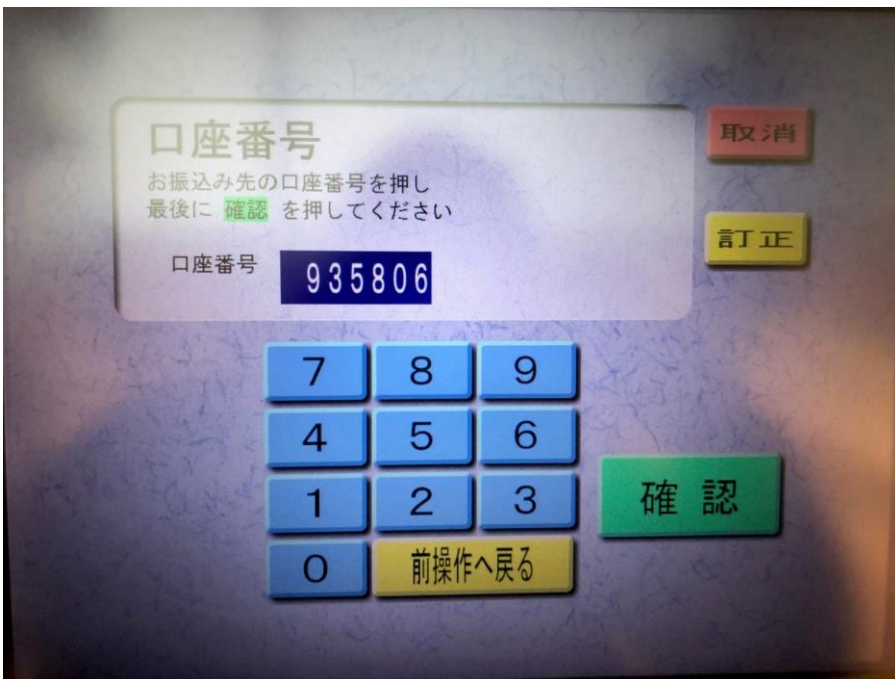 口座番号
お振込み先の口座番号を押し
最後に 確認 を押してください
口座番号 935806
取消
訂正
7 8 9
4 5 6
1 2 3
0 前操作へ戻る
確認